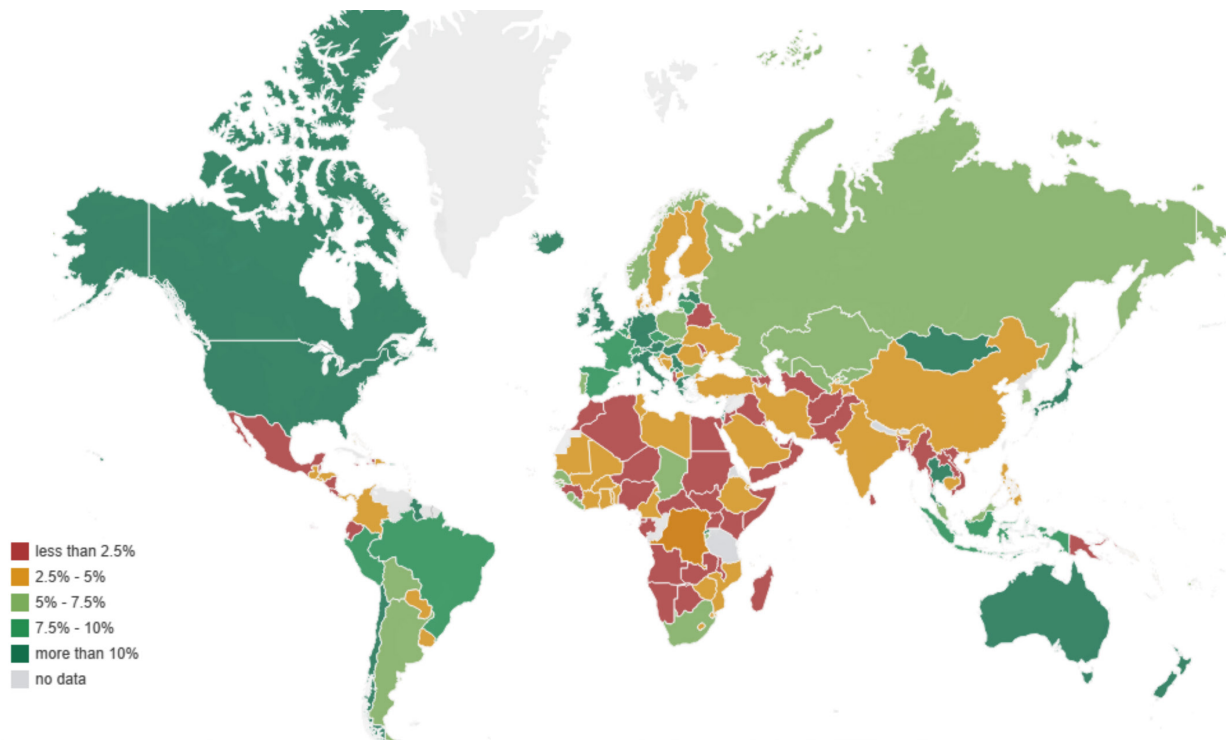 less than 2.5%
2.5% - 5%
5% - 7.5%
7.5% - 10%
more than 10%
no data